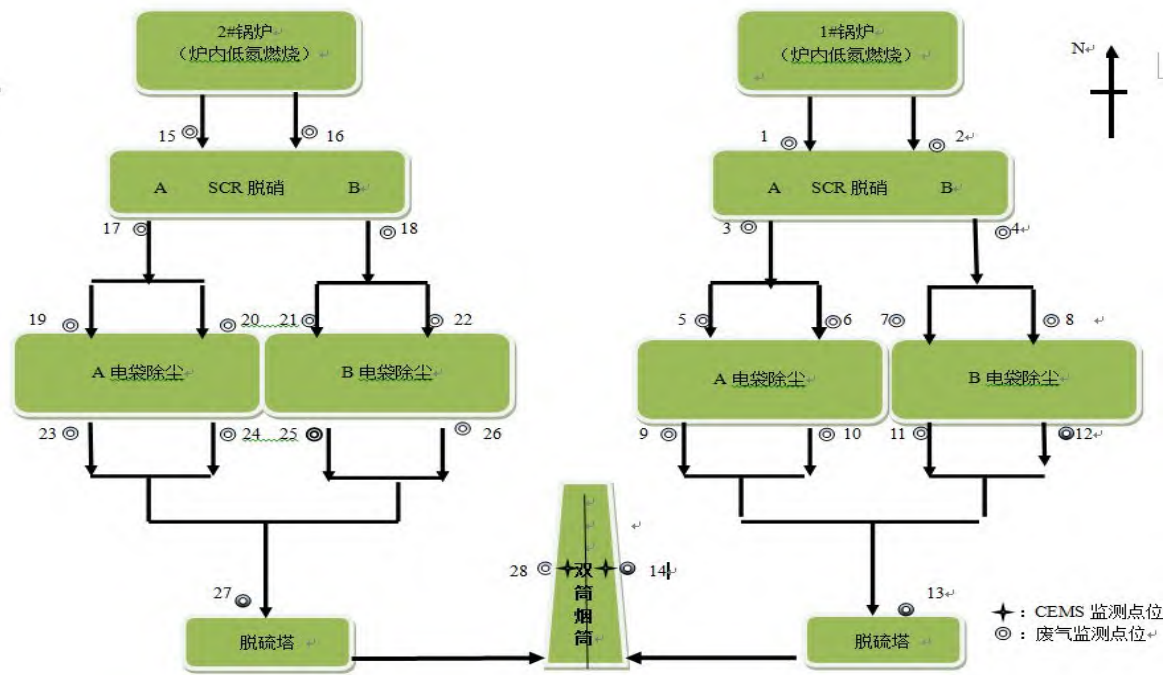 2#锅炉
（炉内低氮燃烧）
1#锅炉
（炉内低氮燃烧）
N
15
16
1
2
A SCR 脱硝 B
A SCR 脱硝 B
17
18
3
4
19
20
21
22
5
6
7
8
A 电袋除尘
B 电袋除尘
A 电袋除尘
B 电袋除尘
23
24
25
26
9
10
11
12
28
双筒烟筒
14
27
13
脱硫塔
脱硫塔
：CEMS 监测点位
：废气监测点位